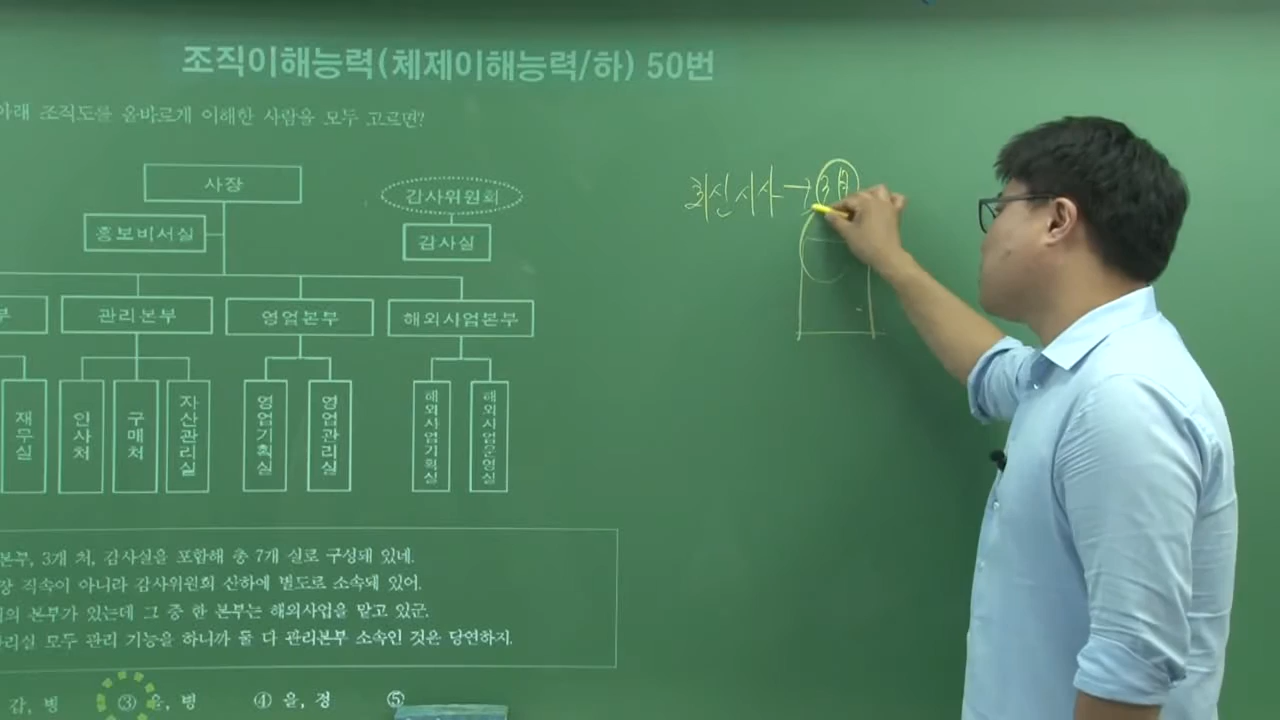 조직이해능력(체제이해능력/하) 50번
아래 조직도를 올바르게 이해한 사람을 모두 고르면?
사장
감사위원회
홍보비서실
감사실
부
관리본부
영업본부
해외사업본부
재무실
인사처
구매처
자산관리실
영업기획실
영업관리실
해외사업기획실
해외사업운영실
최신시사→3月
본부, 3개 처, 감사실을 포함해 총 7개 실로 구성돼 있네.
장 직속이 아니라 감사위원회 산하에 별도로 소속돼 있어.
의 본부가 있는데 그 중 한 본부는 해외사업을 맡고 있군.
관리실 모두 관리 기능을 하니까 둘 다 관리본부 소속인 것은 당연하지.
갑, 병
③ 을, 병
④ 을, 정
⑤